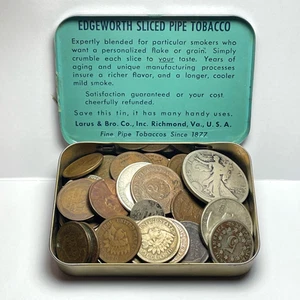 EDGEWORTH SLICED PIPE TOBACCO
Expertly blended for particular smokers who
want a personalized flake or grain. Simply
crumble each slice to your taste. Years of
aging and unique manufacturing processes
insure a richer flavor, and a longer, cooler
mild smoke.
Satisfaction guaranteed or your cost
cheerfully refunded.
Save this tin, it has many handy uses.
Larus & Bro. Co., Inc. Richmond, Va., U. S. A.
Fine Pipe Tobaccos Since 1877